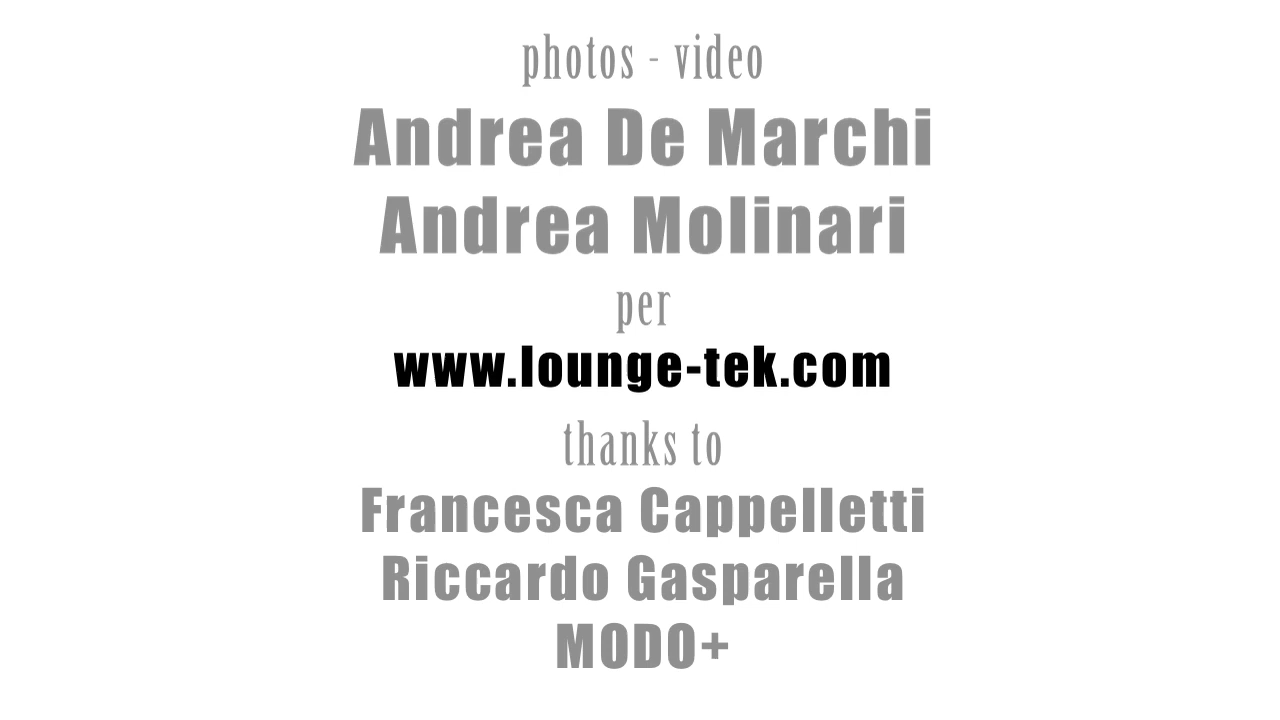 photos - video
Andrea De Marchi
Andrea Molinari
per
www.lounge-tek.com
thanks to
Francesca Cappelletti
Riccardo Gasparella
MODO+